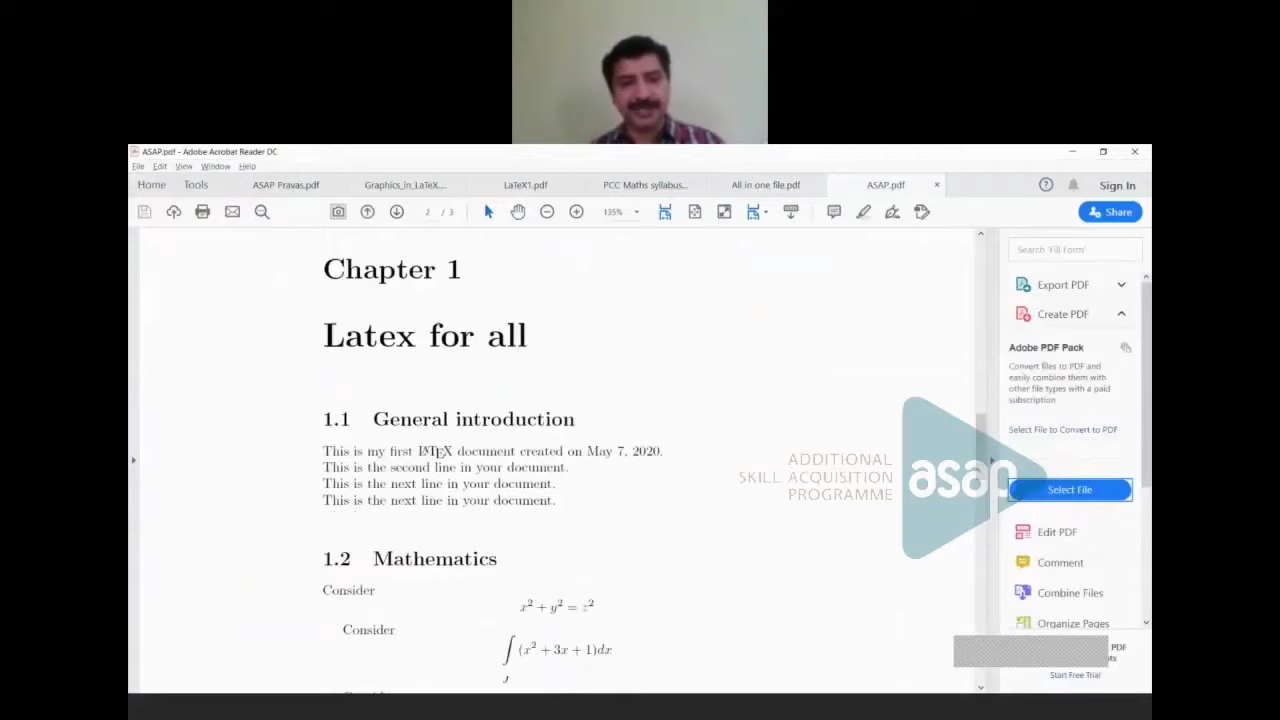 ASAP.pdf - Adobe Acrobat Reader DC
File Edit View Window Help
Home Tools ASAP Pravas.pdf Graphics_in_LaTeX.... LaTeX1.pdf PCC Maths syllabus... All in one file.pdf ASAP.pdf × Sign In
2 / 3 135% Share
Chapter 1
Latex for all
1.1 General introduction
This is my first LATEX document created on May 7, 2020.
This is the second line in your document.
This is the next line in your document.
This is the next line in your document.
1.2 Mathematics
Consider
x² + y² = z²
Consider
∫ (x² + 3x + 1)dx
Search 'Fill Form'
Export PDF
Create PDF
Adobe PDF Pack
Convert files to PDF and
easily combine them with
other file types with a paid
subscription
Select File to Convert to PDF
Select File
Edit PDF
Comment
Combine Files
Organize Pages
PDF
Start Free Trial
ADDITIONAL
SKILL ACQUISITION
PROGRAMME
asap